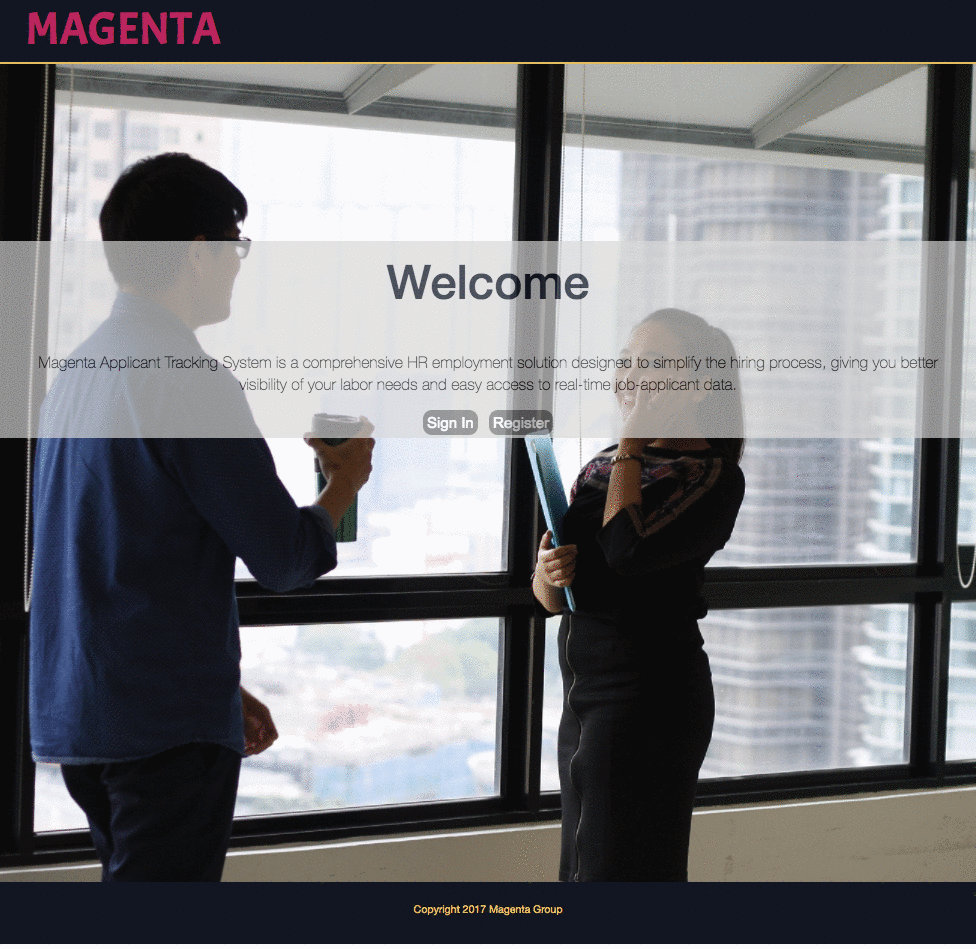 MAGENTA
Welcome
Magenta Applicant Tracking System is a comprehensive HR employment solution designed to simplify the hiring process, giving you better
visibility of your labor needs and easy access to real-time job-applicant data.
Sign In Register
Copyright 2017 Magenta Group